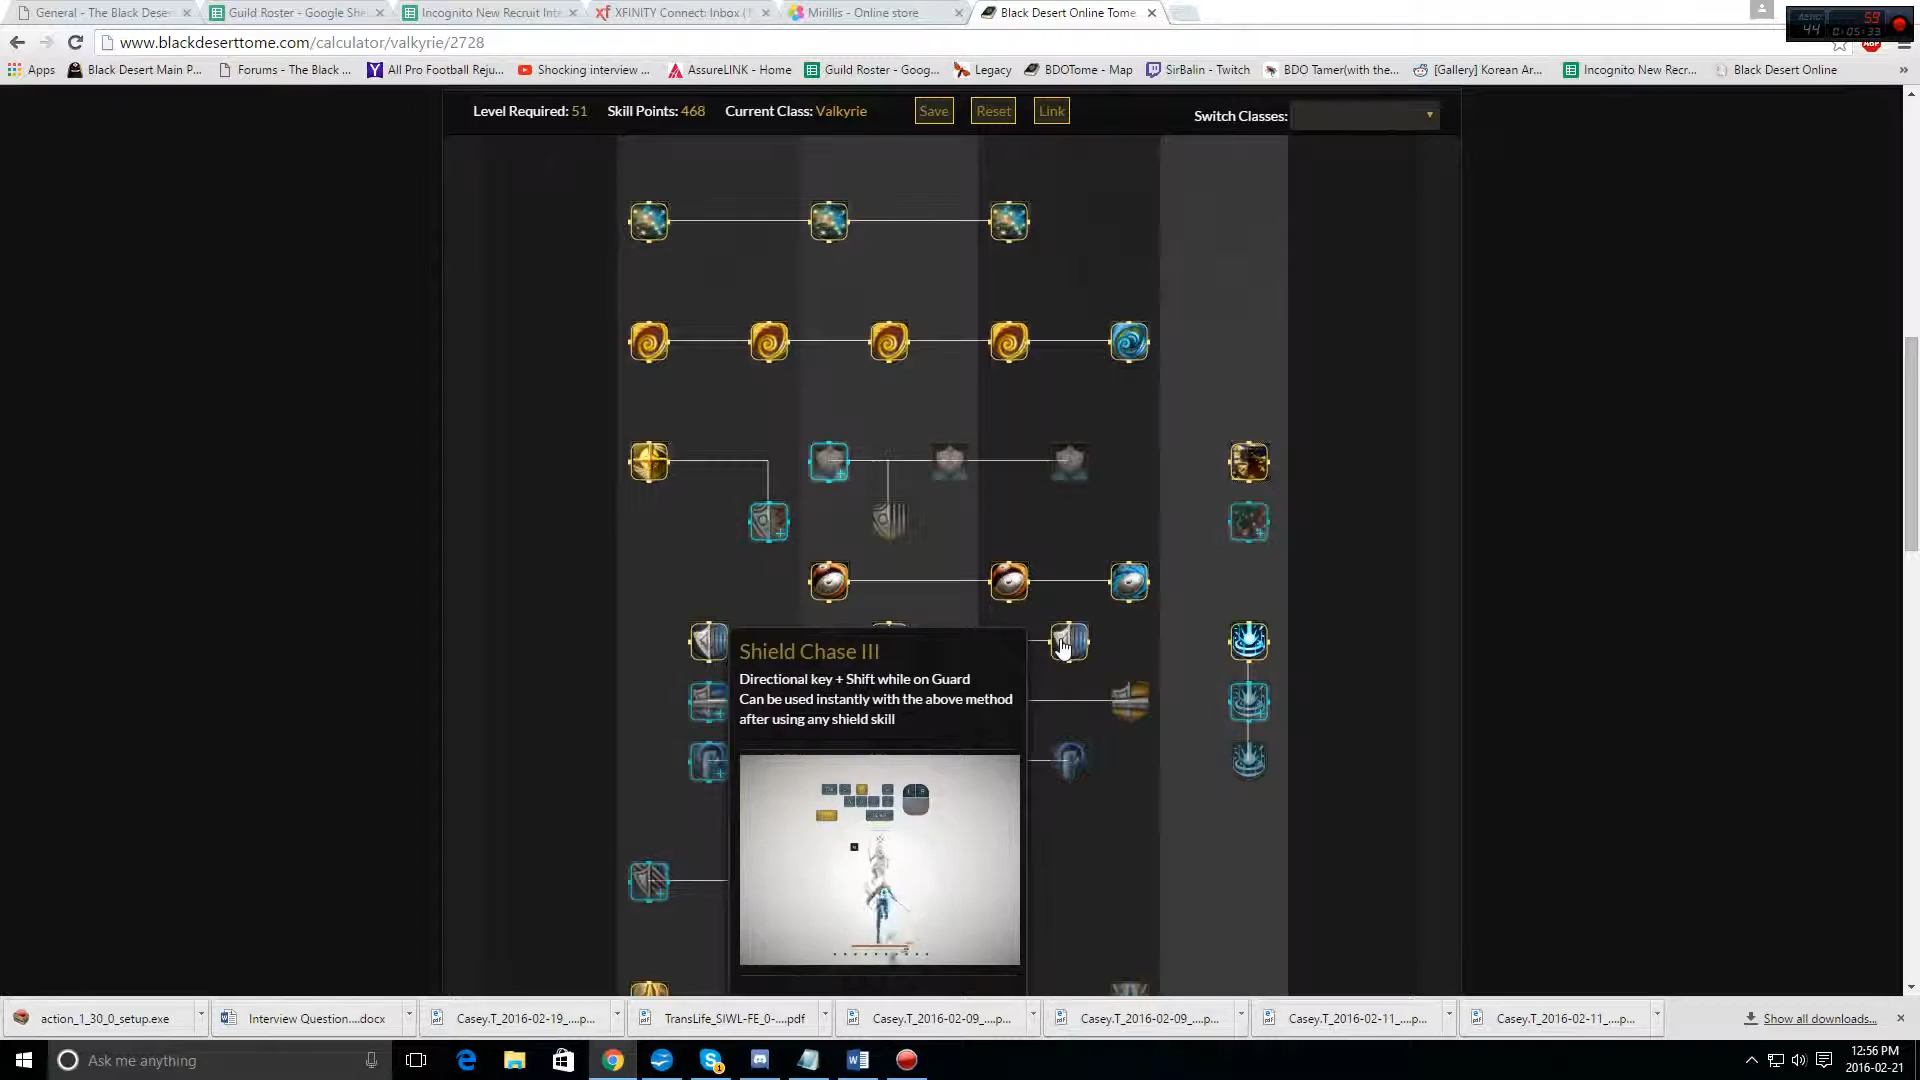 General - The Black Dese
Guild Roster - Google She
Incognito New Recruit Int
XFINITY Connect: Inbox (1
Mirillis - Online store
Black Desert Online Tome
www.blackdeserttome.com/calculator/valkyrie/2728
Apps
Black Desert Main P...
Forums - The Black ...
All Pro Football Reju...
Shocking interview ...
AssureLINK - Home
Guild Roster - Goog...
Legacy
BDOTome - Map
SirBalin - Twitch
BDO Tamer(with the...
[Gallery] Korean Ar...
Incognito New Recr...
Black Desert Online
Level Required: 51
Skill Points: 468
Current Class: Valkyrie
Save
Reset
Link
Switch Classes:
Shield Chase III
Directional key + Shift while on Guard
Can be used instantly with the above method
after using any shield skill
action_1_30_0_setup.exe
Interview Question....docx
Casey.T_2016-02-19_....p...
TransLife_SIWL-FE_0-....pdf
Casey.T_2016-02-09_....p...
Casey.T_2016-02-09_....p...
Casey.T_2016-02-11_....p...
Casey.T_2016-02-11_....p...
Show all downloads...
Ask me anything
12:56 PM
2016-02-21